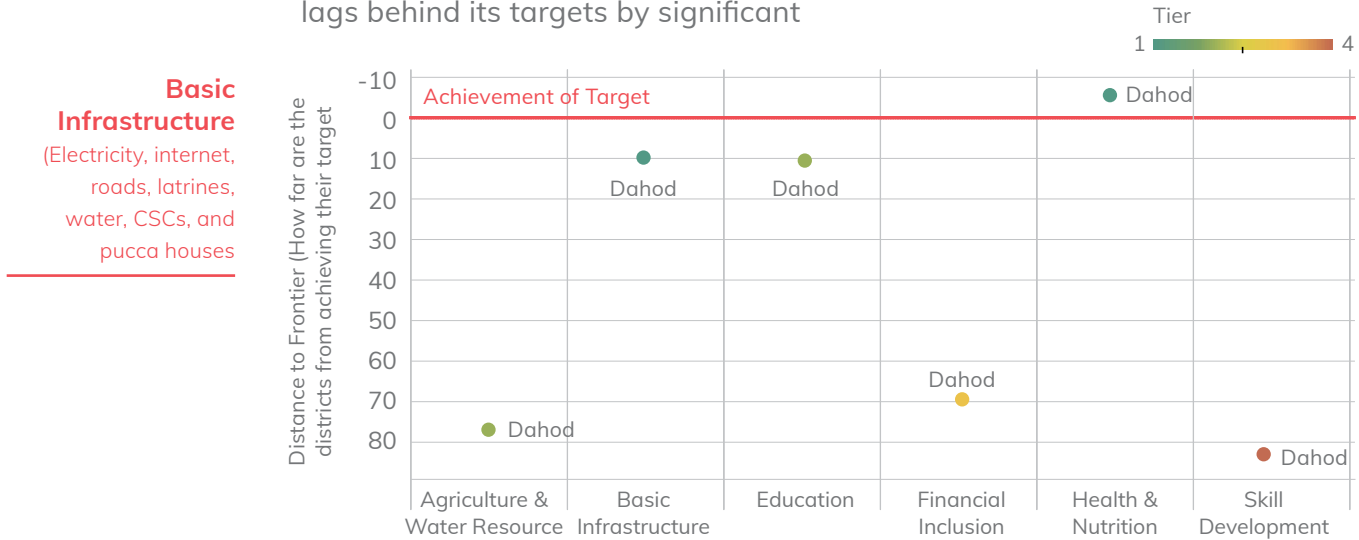 lags behind its targets by significant
Tier
1 4
Basic
Infrastructure
(Electricity, internet,
roads, latrines,
water, CSCs, and
pucca houses
Distance to Frontier (How far are the
districts from achieving their target
-10
0
10
20
30
40
50
60
70
80
Achievement of Target
Dahod
Dahod
Dahod
Dahod
Dahod
Dahod
Agriculture &
Water Resource
Basic
Infrastructure
Education
Financial
Inclusion
Health &
Nutrition
Skill
Development